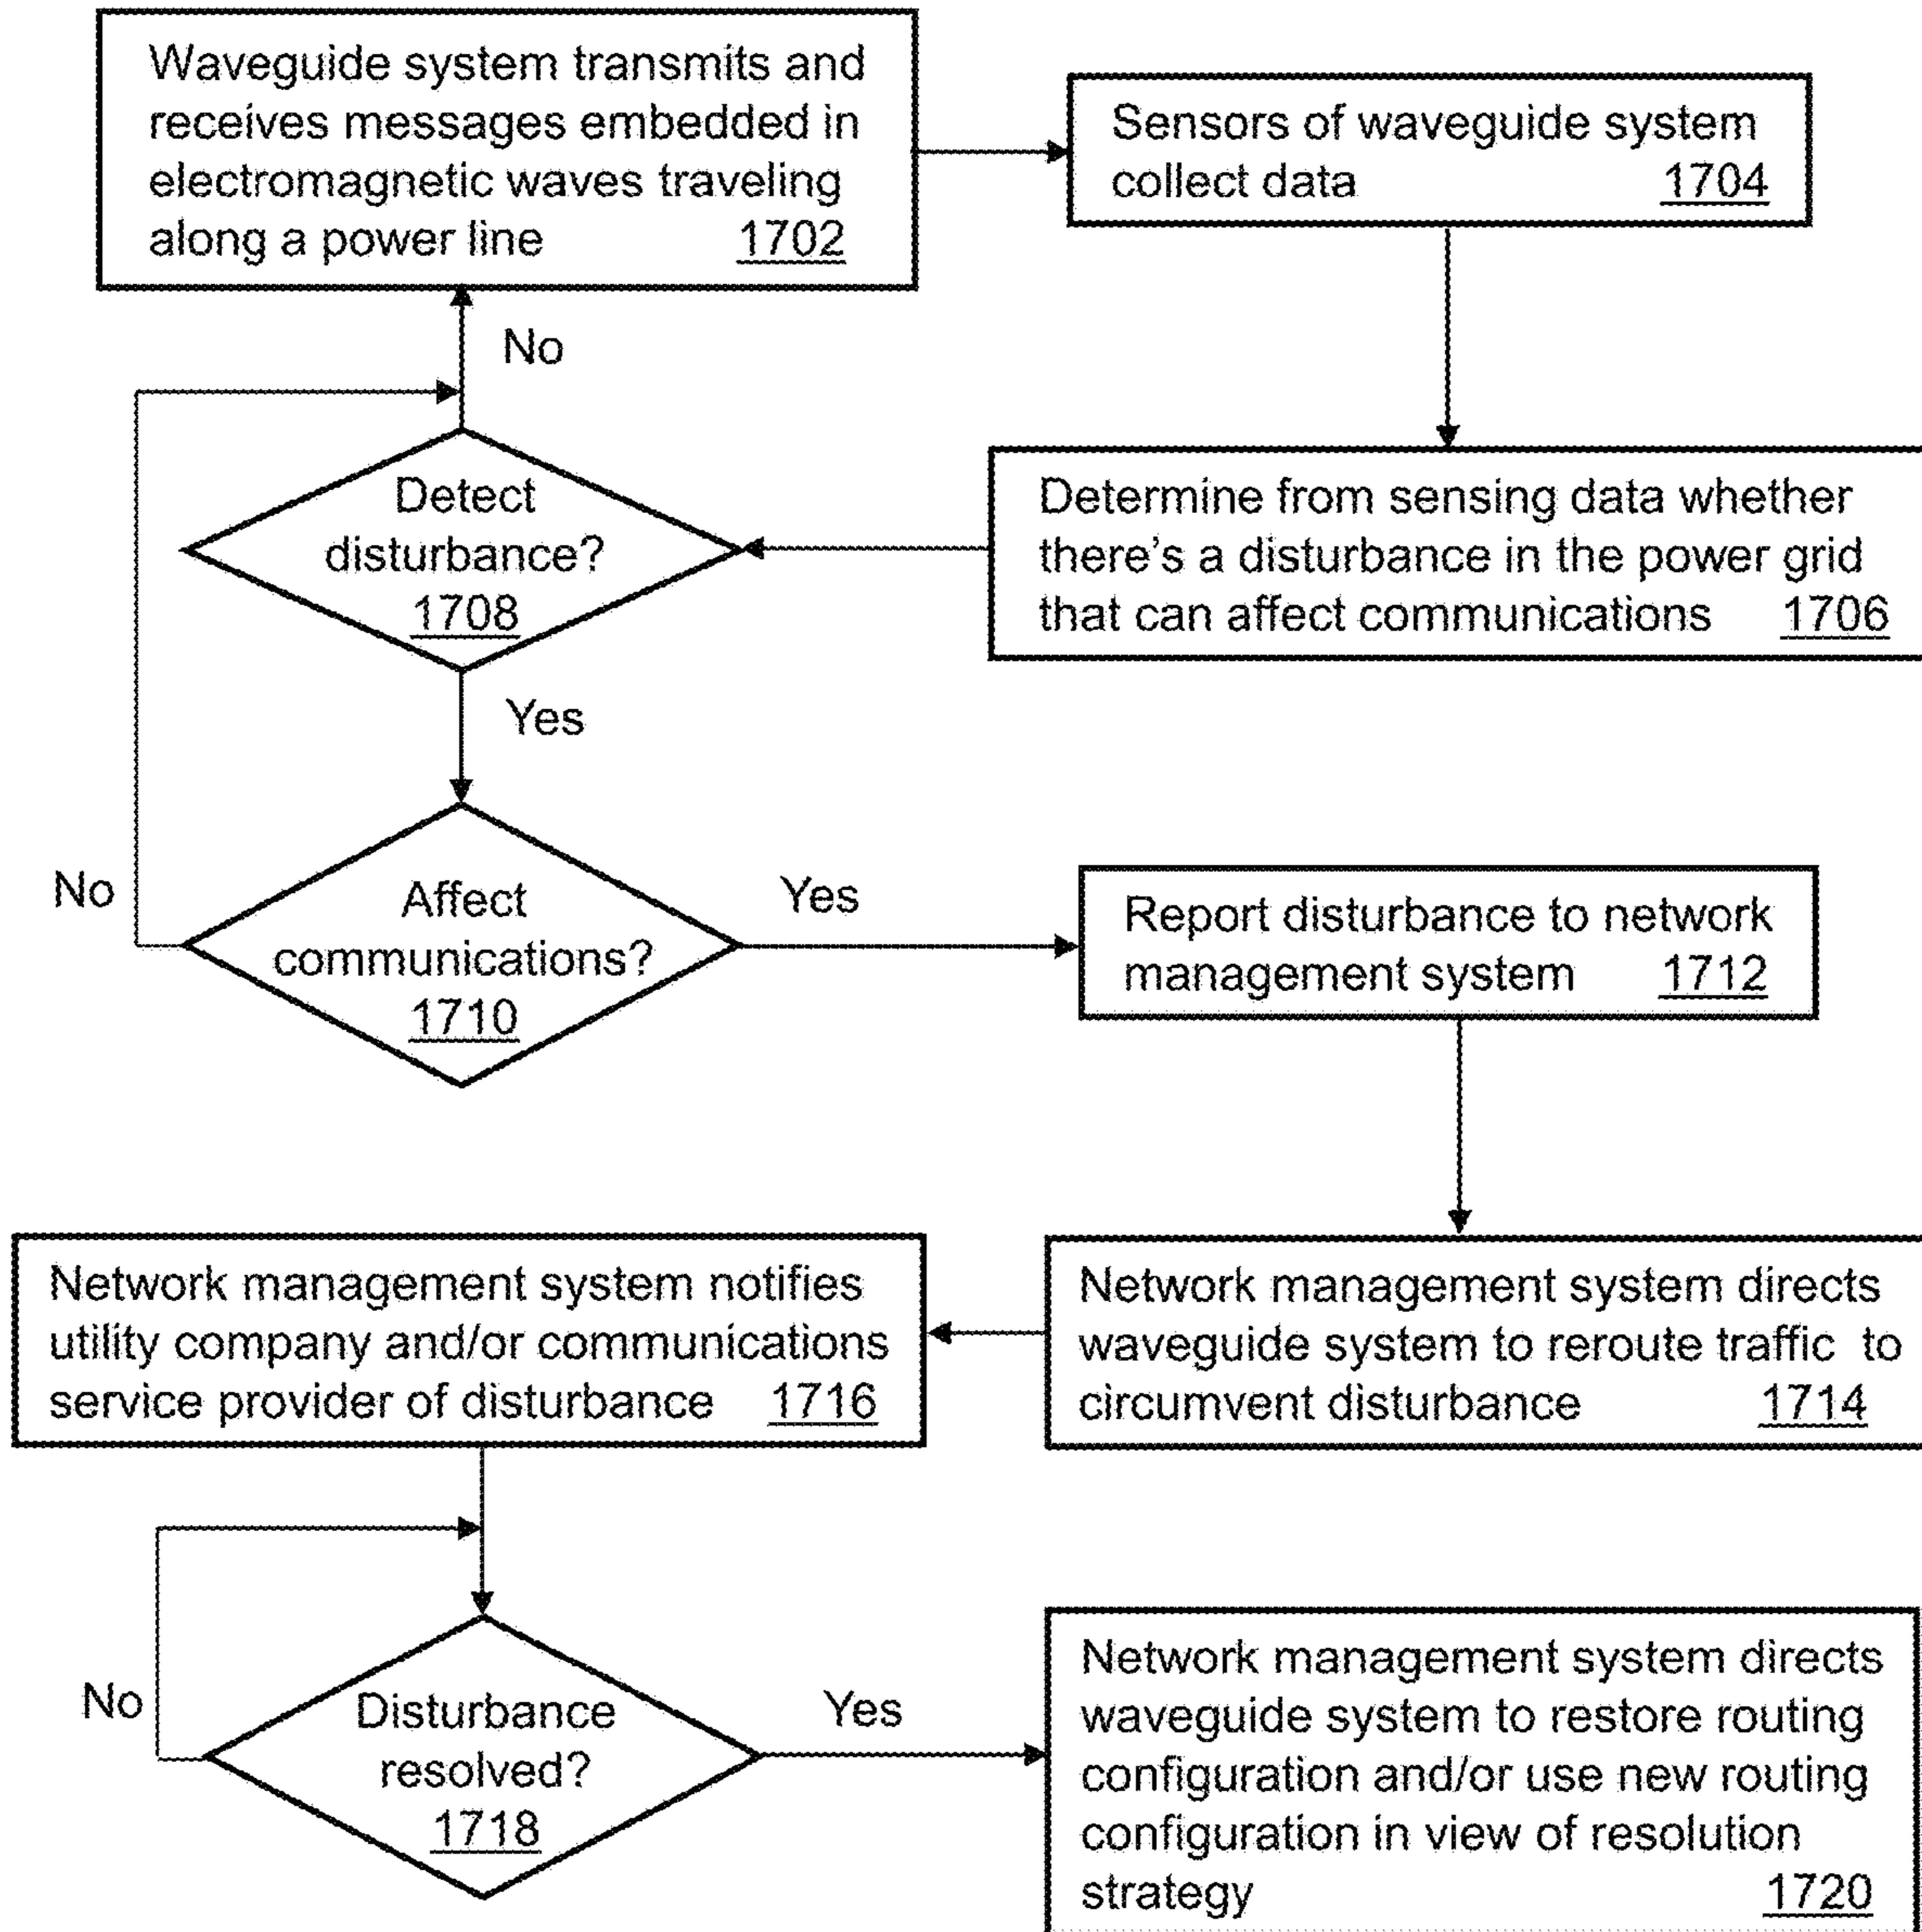 Waveguide system transmits and
receives messages embedded in
electromagnetic waves traveling
along a power line 1702
Sensors of waveguide system
collect data 1704
No
Detect
disturbance?
1708
Determine from sensing data whether
there's a disturbance in the power grid
that can affect communications 1706
Yes
No
Affect
communications?
1710
Yes
Report disturbance to network
management system 1712
Network management system notifies
utility company and/or communications
service provider of disturbance 1716
Network management system directs
waveguide system to reroute traffic to
circumvent disturbance 1714
No
Disturbance
resolved?
1718
Yes
Network management system directs
waveguide system to restore routing
configuration and/or use new routing
configuration in view of resolution
strategy 1720